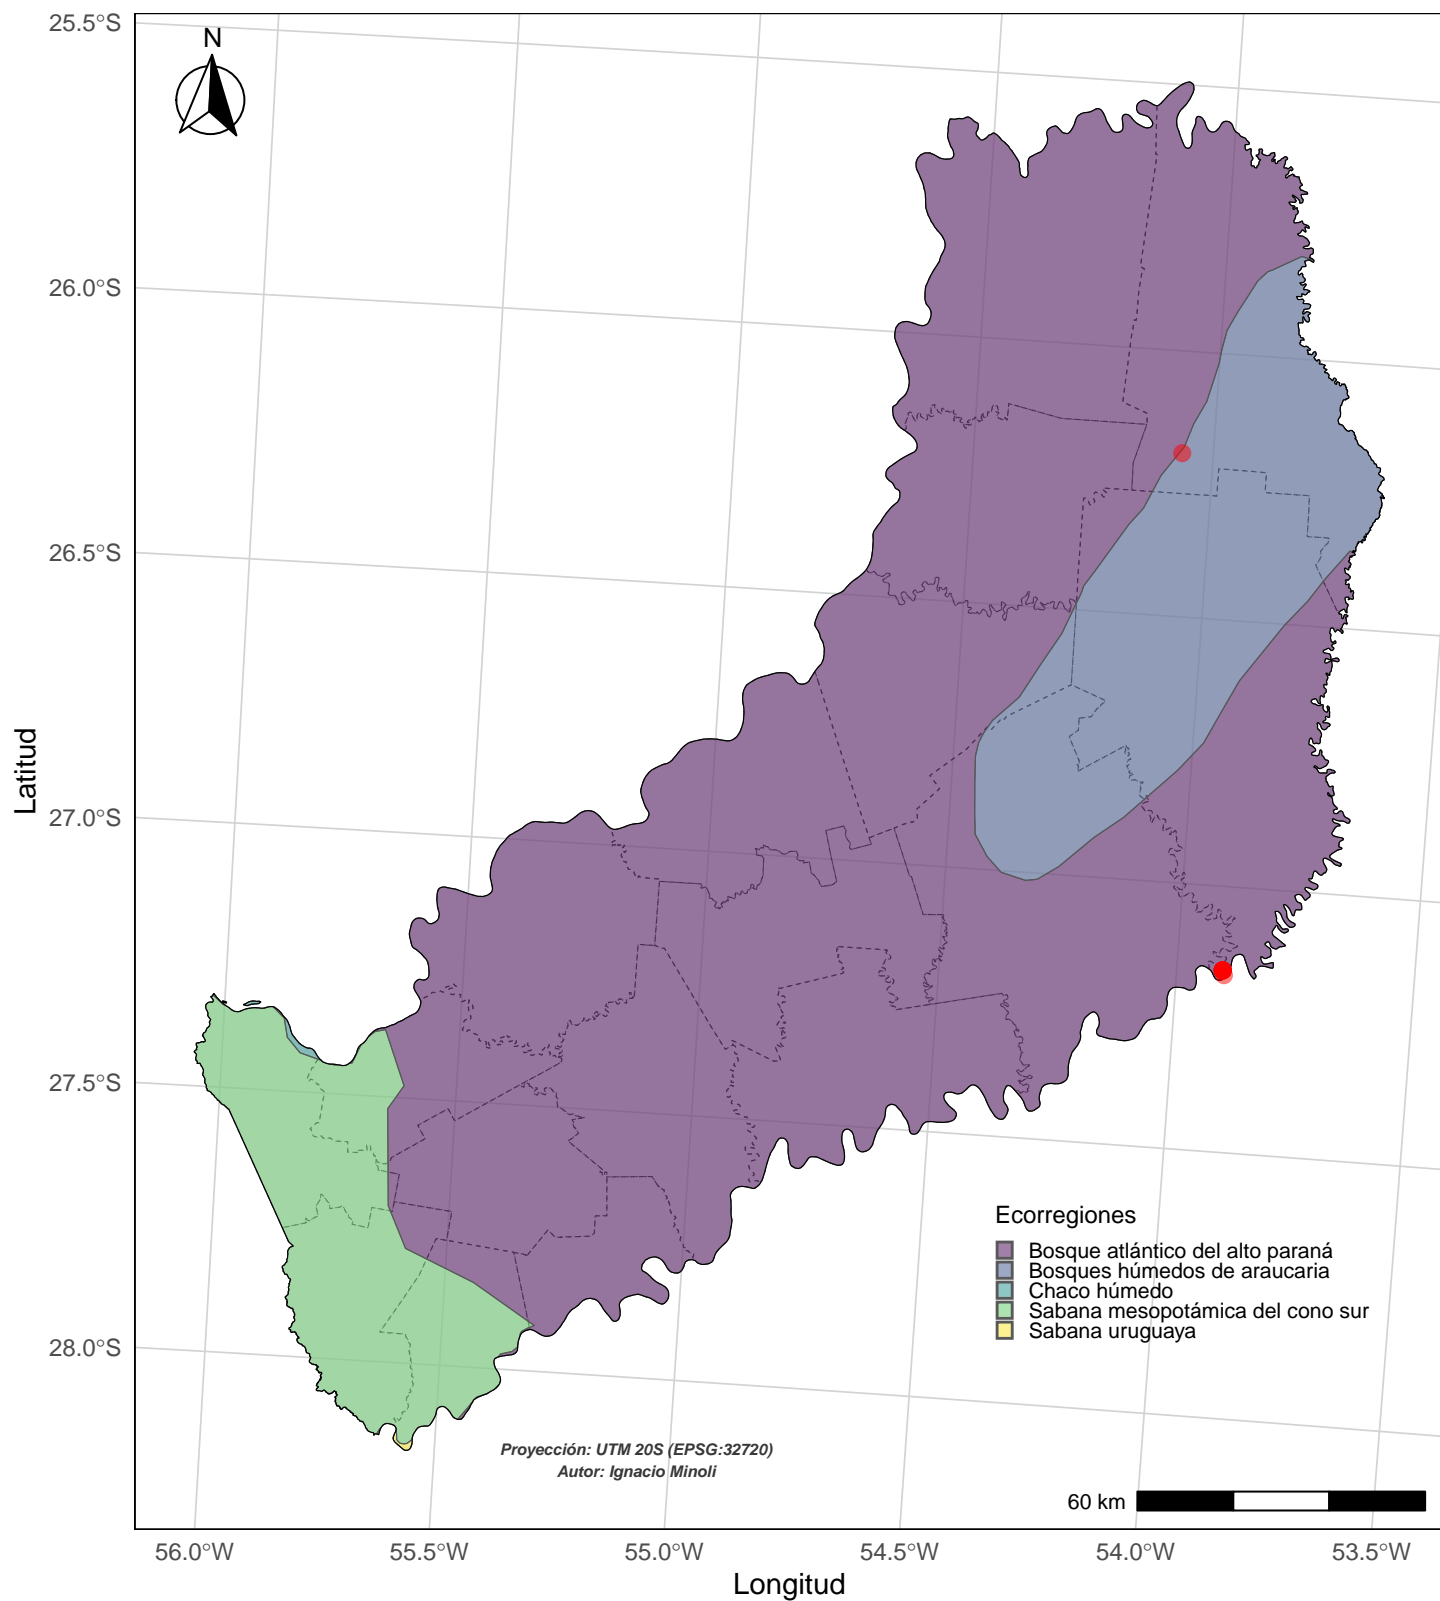 N
25.5°S
26.0°S
26.5°S
27.0°S
27.5°S
28.0°S
Latitud
Ecorregiones
Bosque atlántico del alto paraná
Bosques húmedos de araucaria
Chaco húmedo
Sabana mesopotámica del cono sur
Sabana uruguaya
Proyección: UTM 20S (EPSG:32720)
Autor: Ignacio Minoli
60 km
56.0°W
55.5°W
55.0°W
54.5°W
54.0°W
53.5°W
Longitud